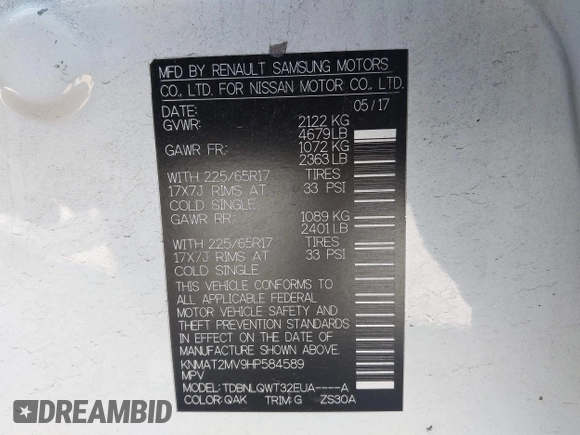 MFD BY RENAULT SAMSUNG MOTORS
CO., LTD. FOR NISSAN MOTOR CO., LTD.
DATE: 05/17
GVWR: 2122 KG
4679LB
GAWR FR: 1072 KG
2363LB
WITH 225/65R17 TIRES
17X7J RIMS AT 33 PSI
COLD SINGLE
GAWR RR: 1089 KG
2401LB
WITH 225/65R17 TIRES
17X7J RIMS AT 33 PSI
COLD SINGLE
THIS VEHICLE CONFORMS TO
ALL APPLICABLE FEDERAL
MOTOR VEHICLE SAFETY AND
THEFT PREVENTION STANDARDS
IN EFFECT ON THE DATE OF
MANUFACTURE SHOWN ABOVE.
KNMAT2MV9HP584589
MPV
MODEL:TDBNLQWT32EUA----A
COLOR:QAK TRIM:G ZS30A
DREAMBID